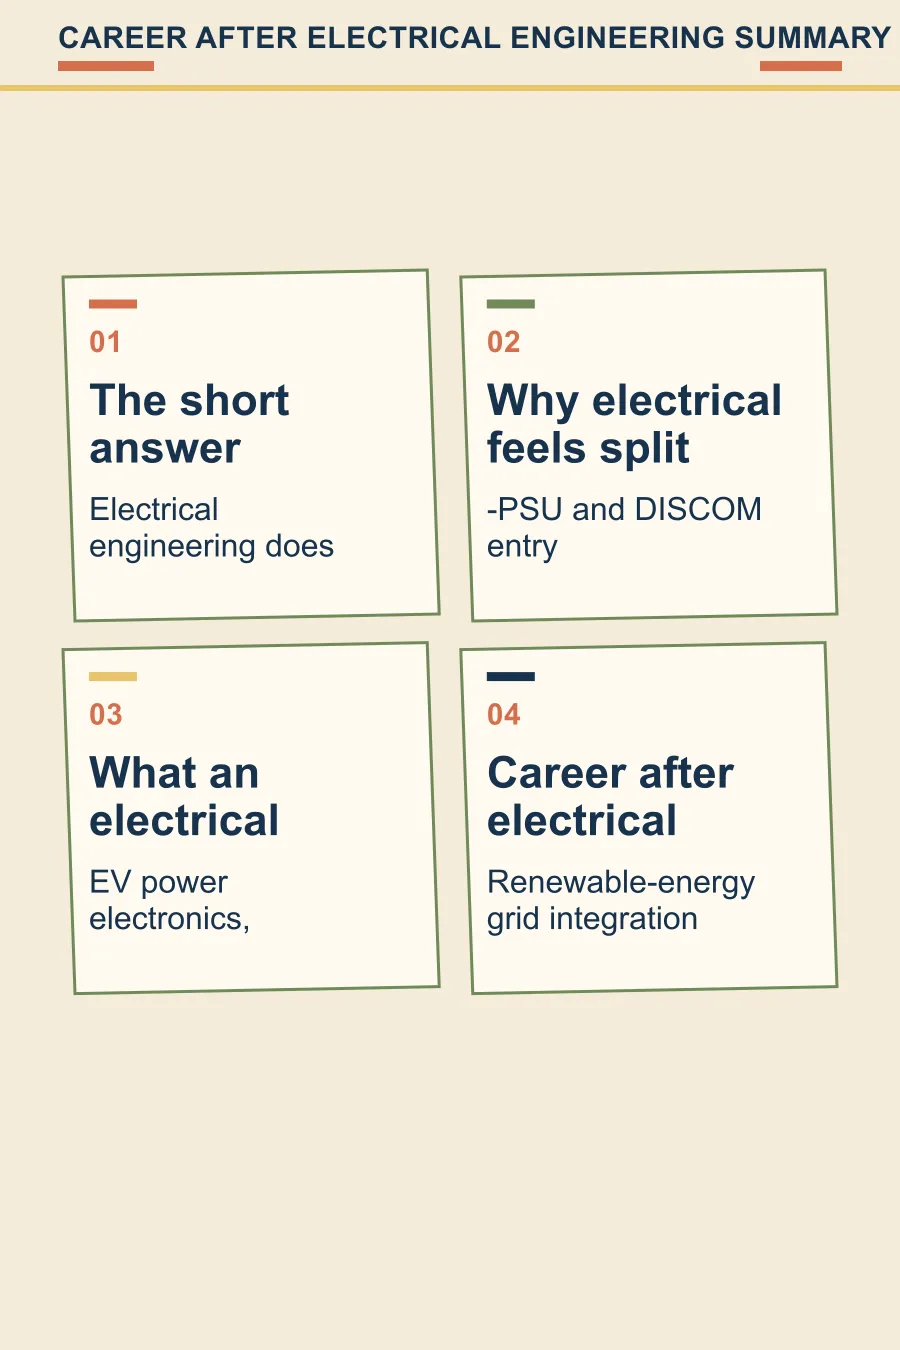 CAREER AFTER ELECTRICAL ENGINEERING SUMMARY
01
The short
answer
Electrical
engineering does
02
Why electrical
feels split
-PSU and DISCOM
entry
03
What an
electrical
EV power
electronics,
04
Career after
electrical
Renewable-energy
grid integration